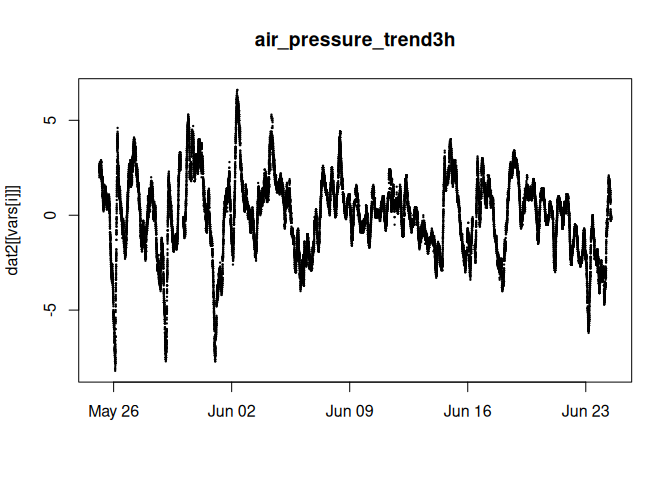 air_pressure_trend3h
dat2[[vars[i]]]
5
0
-5
May 26
Jun 02
Jun 09
Jun 16
Jun 23